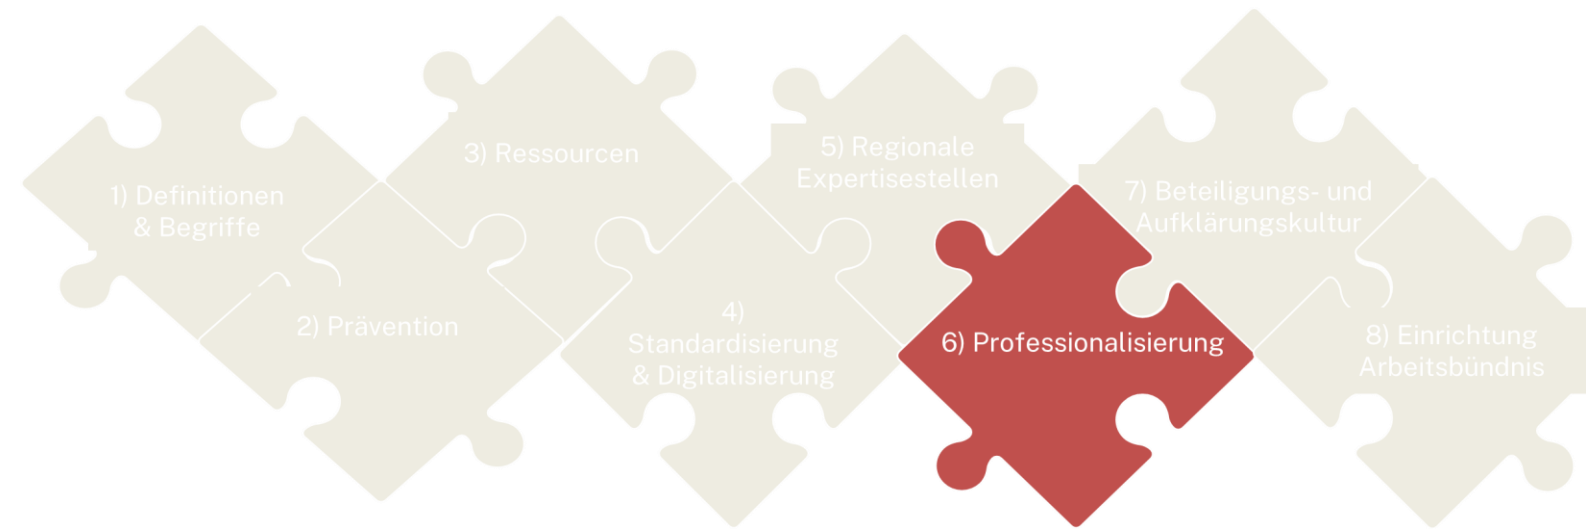 1) Definitionen
& Begriffe
2) Prävention
3) Ressourcen
4)
Standardisierung
& Digitalisierung
5) Regionale
Expertisestellen
6) Professionalisierung
7) Beteiligungs- und
Aufklärungskultur
8) Einrichtung
Arbeitsbündnis